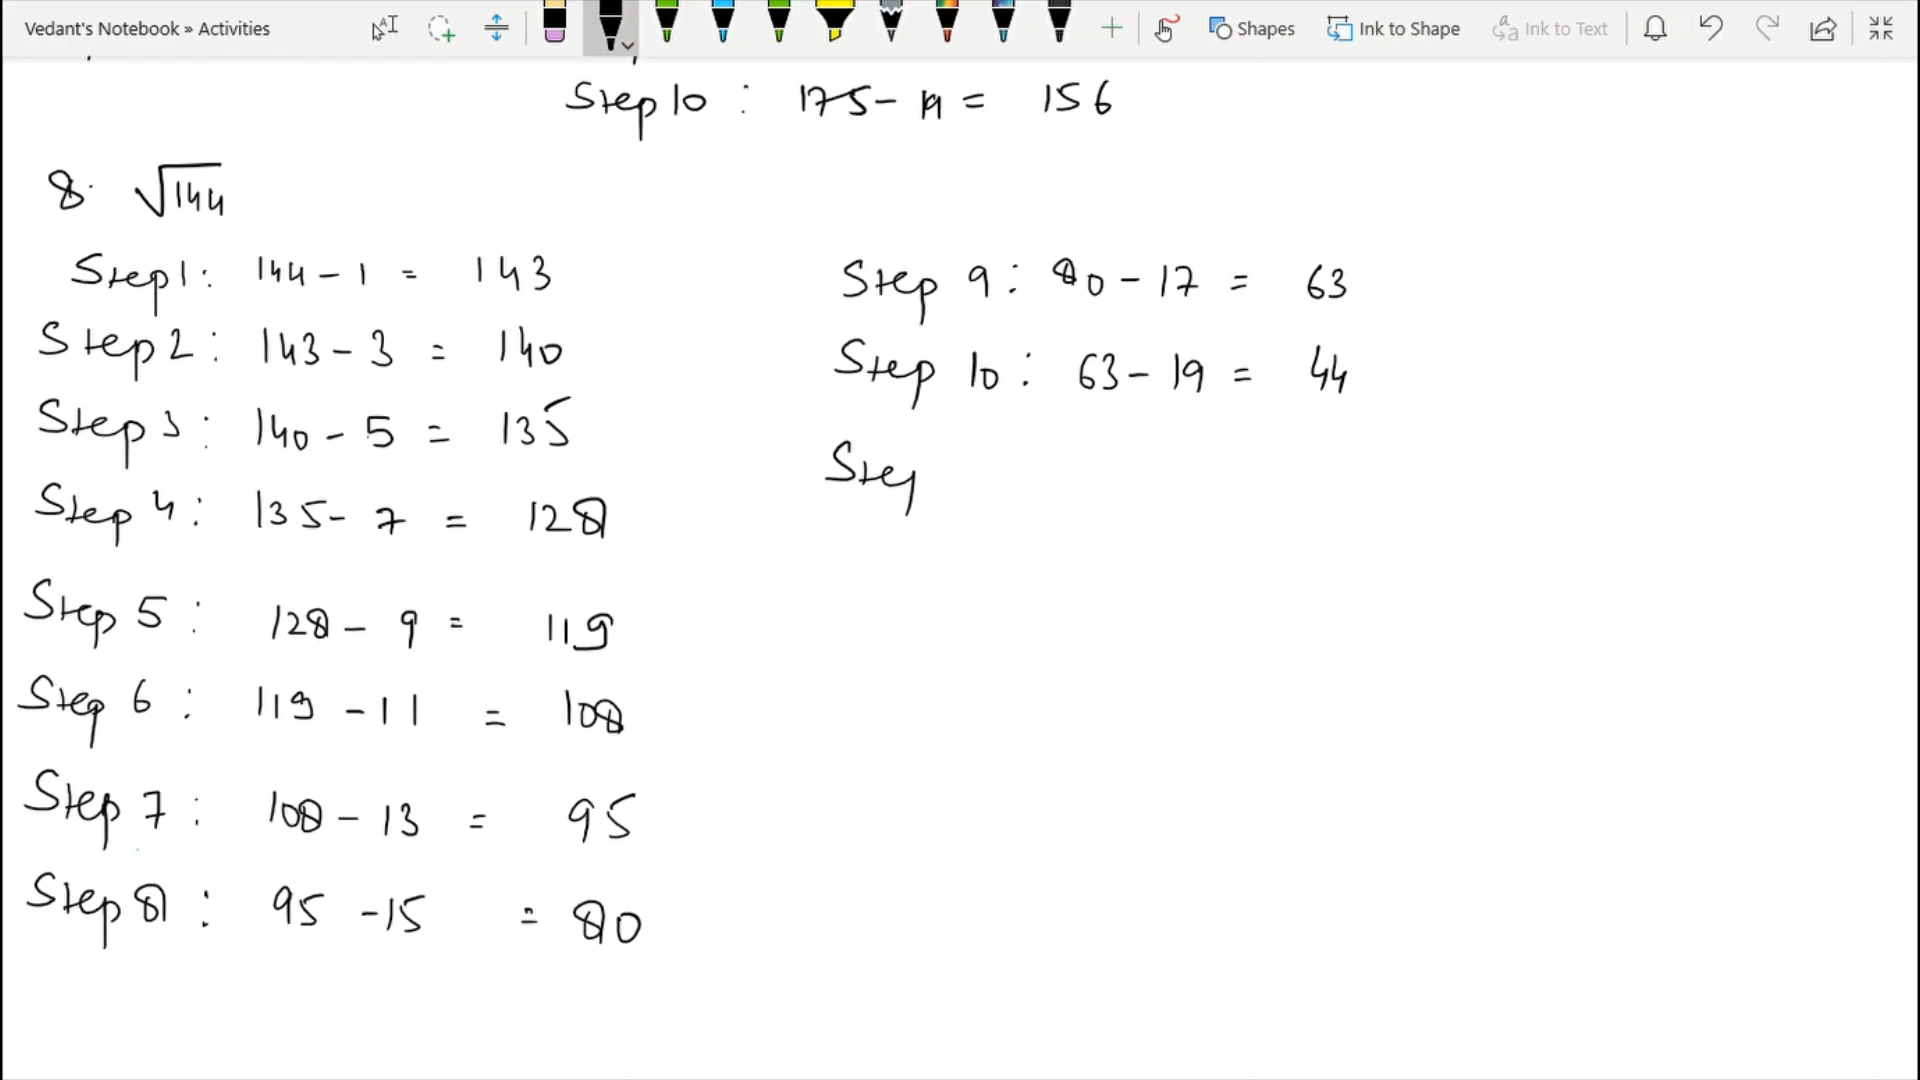 Vedant's Notebook » Activities
Shapes
Ink to Shape
Ink to Text
Step 10 : 175 - 19 = 156
8. √144
Step 1 : 144 - 1 = 143
Step 2 : 143 - 3 = 140
Step 3 : 140 - 5 = 135
Step 4 : 135 - 7 = 128
Step 5 : 128 - 9 = 119
Step 6 : 119 - 11 = 108
Step 7 : 108 - 13 = 95
Step 8 : 95 - 15 = 80
Step 9 : 80 - 17 = 63
Step 10 : 63 - 19 = 44
Step